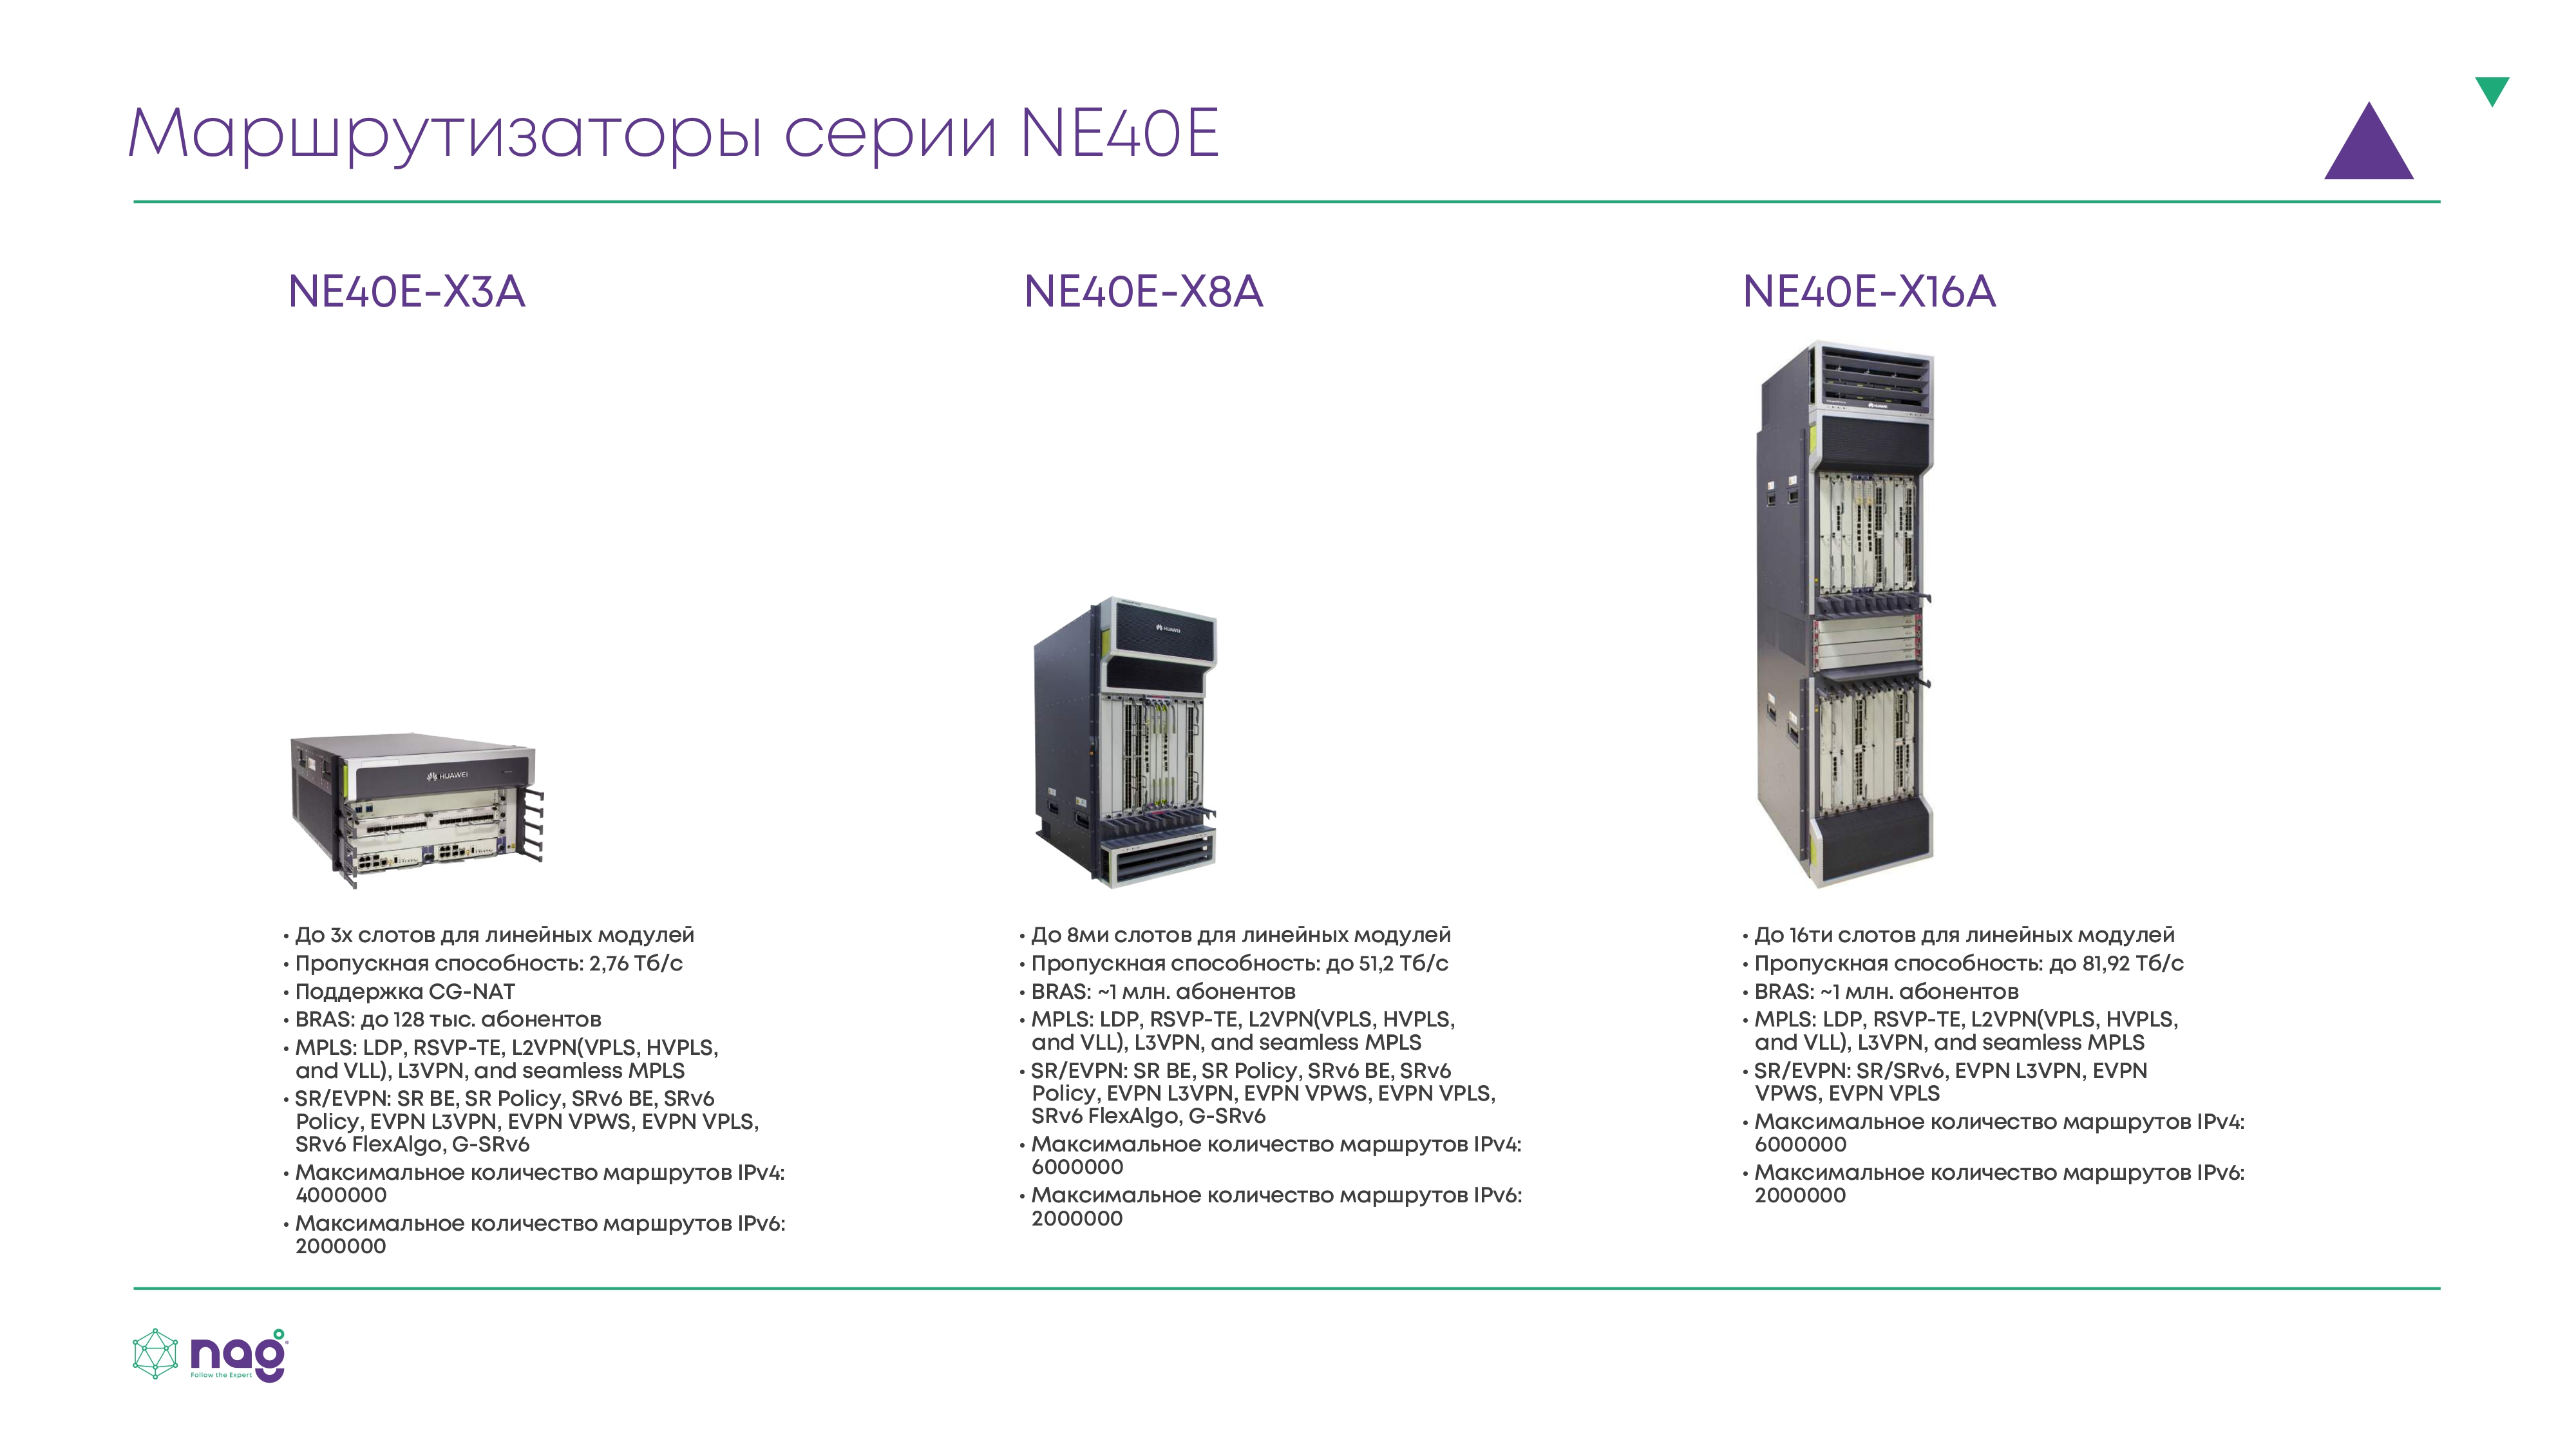 Маршрутизаторы серии NE40E
NE40E-X3A
HUAWEI
• До 3х слотов для линейных модулей
• Пропускная способность: 2,76 Тб/с
• Поддержка CG-NAT
• BRAS: до 128 тыс. абонентов
• MPLS: LDP, RSVP-TE, L2VPN(VPLS, HVPLS,
and VLL), L3VPN, and seamless MPLS
• SR/EVPN: SR BE, SR Policy, SRv6 BE, SRv6
Policy, EVPN L3VPN, EVPN VPWS, EVPN VPLS,
SRv6 FlexAlgo, G-SRv6
• Максимальное количество маршрутов IPv4:
4000000
• Максимальное количество маршрутов IPv6:
2000000
NE40E-X8A
HUAWEI
• До 8ми слотов для линейных модулей
• Пропускная способность: до 51,2 Тб/с
• BRAS: ~1 млн. абонентов
• MPLS: LDP, RSVP-TE, L2VPN(VPLS, HVPLS,
and VLL), L3VPN, and seamless MPLS
• SR/EVPN: SR BE, SR Policy, SRv6 BE, SRv6
Policy, EVPN L3VPN, EVPN VPWS, EVPN VPLS,
SRv6 FlexAlgo, G-SRv6
• Максимальное количество маршрутов IPv4:
6000000
• Максимальное количество маршрутов IPv6:
2000000
NE40E-X16A
HUAWEI
• До 16ти слотов для линейных модулей
• Пропускная способность: до 81,92 Тб/с
• BRAS: ~1 млн. абонентов
• MPLS: LDP, RSVP-TE, L2VPN(VPLS, HVPLS,
and VLL), L3VPN, and seamless MPLS
• SR/EVPN: SR/SRv6, EVPN L3VPN, EVPN
VPWS, EVPN VPLS
• Максимальное количество маршрутов IPv4:
6000000
• Максимальное количество маршрутов IPv6:
2000000
nag
Follow the Expert